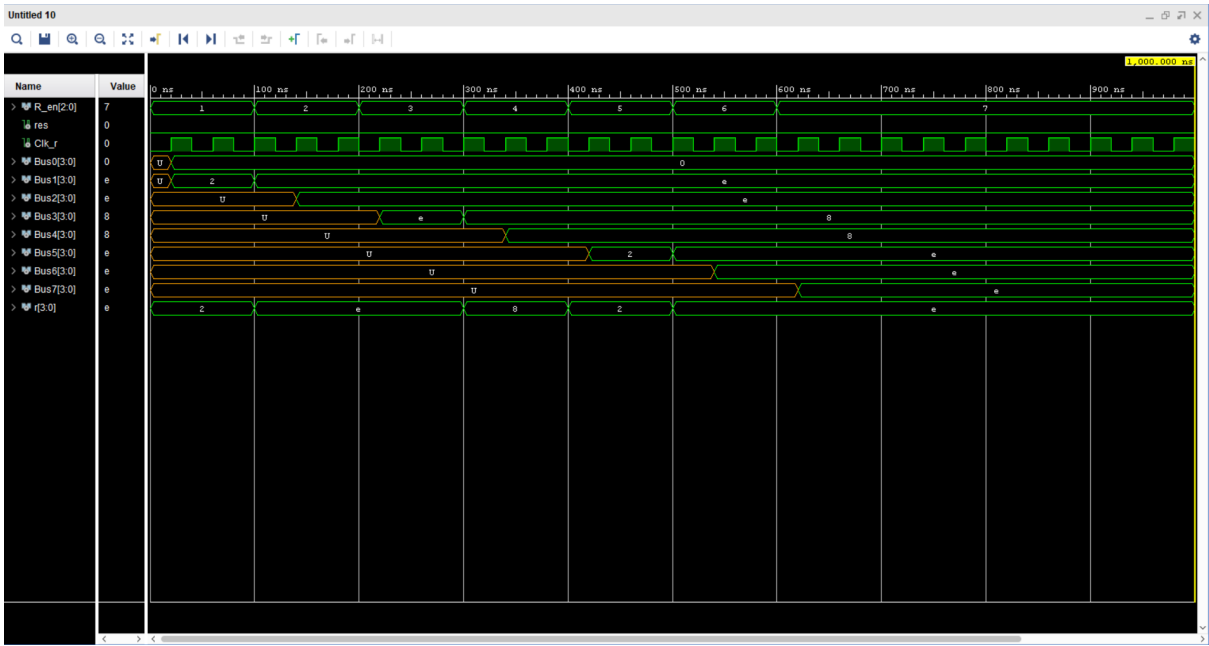 Untitled 10
1,000.000 ns
Name Value 0 ns 100 ns 200 ns 300 ns 400 ns 500 ns 600 ns 700 ns 800 ns 900 ns
R_en[2:0] 7 1 2 3 4 5 6 7
res 0
Clk_r 0
Bus0[3:0] 0 U 0
Bus1[3:0] e U 2 e
Bus2[3:0] e U e
Bus3[3:0] 8 U e 8
Bus4[3:0] 8 U 8
Bus5[3:0] e U 2 e
Bus6[3:0] e U e
Bus7[3:0] e U e
r[3:0] e 2 e 8 2 e